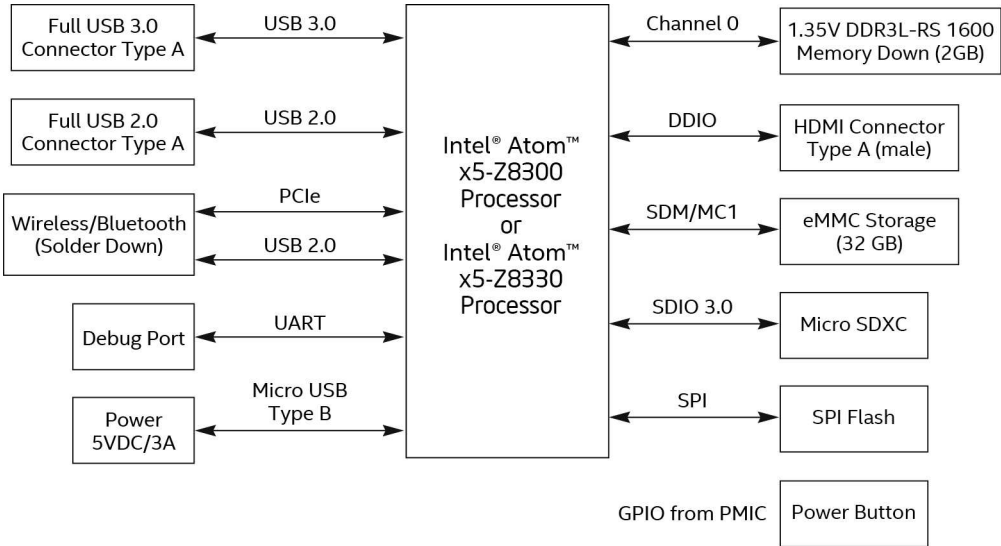 Full USB 3.0
Connector Type A
USB 3.0
Full USB 2.0
Connector Type A
USB 2.0
Wireless/Bluetooth
(Solder Down)
PCIe
USB 2.0
Debug Port
UART
Power
5VDC/3A
Micro USB
Type B
Intel® Atom™
x5-Z8300
Processor
or
Intel® Atom™
x5-Z8330
Processor
Channel 0
1.35V DDR3L-RS 1600
Memory Down (2GB)
DDIO
HDMI Connector
Type A (male)
SDM/MC1
eMMC Storage
(32 GB)
SDIO 3.0
Micro SDXC
SPI
SPI Flash
GPIO from PMIC
Power Button